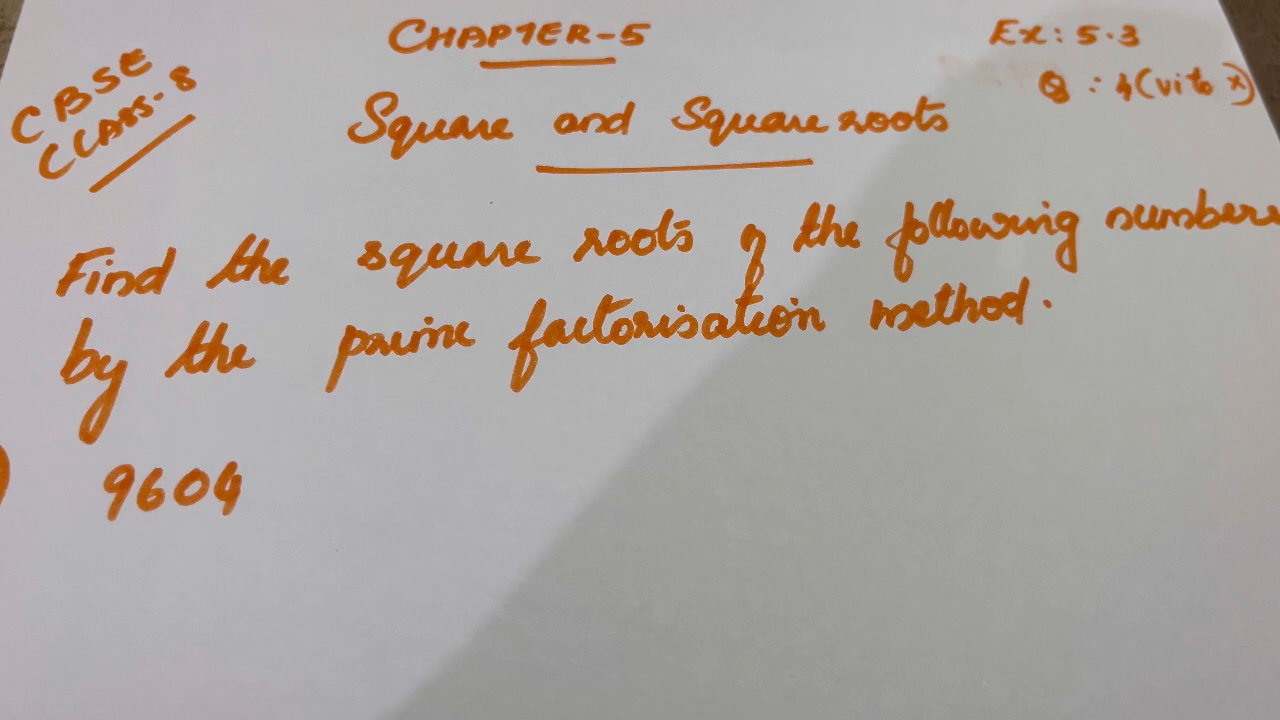 CHAPTER-5
Ex: 5.3
CBSE
CLASS-8
Q: 4(vi to x)
Square and Square roots
Find the square roots of the following numbers
by the prime factorisation method.
) 9604